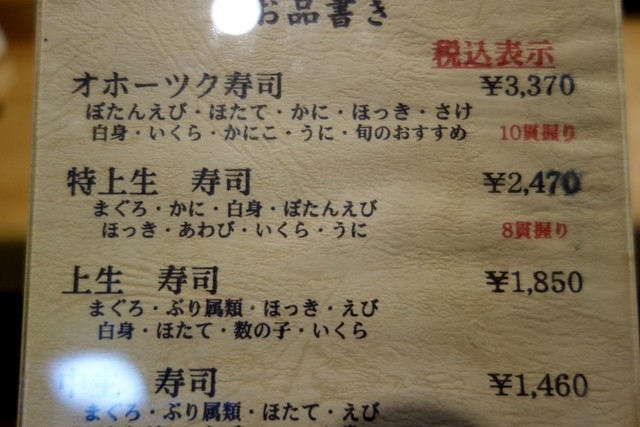 お品書き
税込表示
オホーツク寿司 ¥3,370
ぼたんえび・ほたて・かに・ほっき・さけ
白身・いくら・かにこ・うに・旬のおすすめ 10貫握り
特上生 寿司 ¥2,470
まぐろ・かに・白身・ぼたんえび
ほっき・あわび・いくら・うに 8貫握り
上生 寿司 ¥1,850
まぐろ・ぶり属類・ほっき・えび
白身・ほたて・数の子・いくら
中生 寿司 ¥1,460
まぐろ・ぶり属類・ほたて・えび